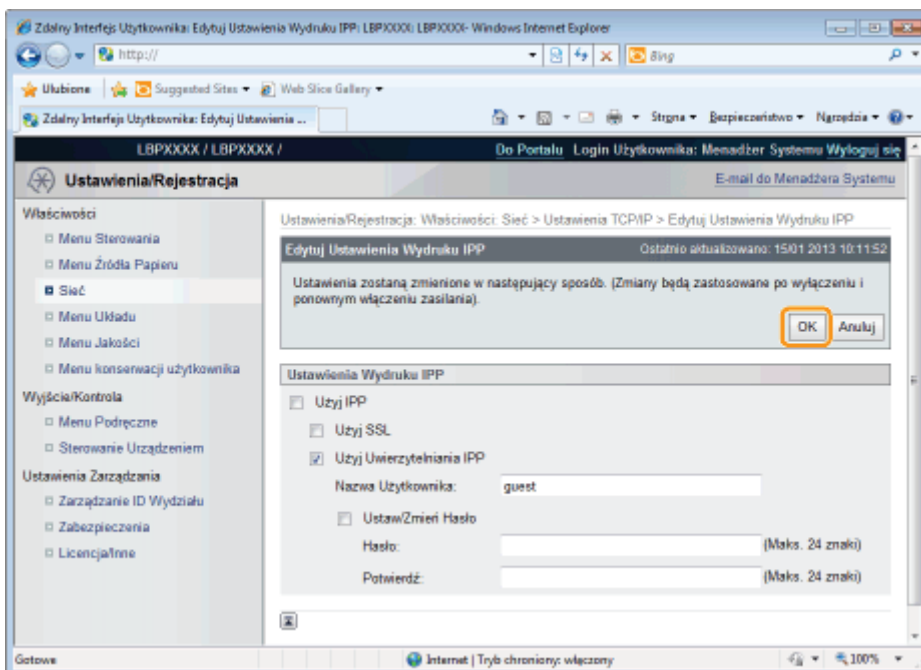 Zdalny Interfejs Użytkownika: Edytuj Ustawienia Wydruku IPP: LBPXXXX: LBPXXXX- Windows Internet Explorer
http://
Bing
Ulubione Suggested Sites Web Slice Gallery
Zdalny Interfejs Użytkownika: Edytuj Ustawienia ...
Strona Bezpieczeństwo Narzędzia
LBPXXXX / LBPXXXX /
Do Portalu Login Użytkownika: Menadżer Systemu Wyloguj się
Ustawienia/Rejestracja
E-mail do Menadżera Systemu
Właściwości
Menu Sterowania
Menu Źródła Papieru
Sieć
Menu Układu
Menu Jakości
Menu konserwacji użytkownika
Wyjście/Kontrola
Menu Podręczne
Sterowanie Urządzeniem
Ustawienia Zarządzania
Zarządzanie ID Wydziału
Zabezpieczenia
Licencja/Inne
Ustawienia/Rejestracja: Właściwości: Sieć > Ustawienia TCP/IP > Edytuj Ustawienia Wydruku IPP
Edytuj Ustawienia Wydruku IPP
Ostatnio aktualizowano: 15/01 2013 10:11:52
Ustawienia zostaną zmienione w następujący sposób. (Zmiany będą zastosowane po wyłączeniu i
ponownym włączeniu zasilania).
OK Anuluj
Ustawienia Wydruku IPP
Użyj IPP
Użyj SSL
Użyj Uwierzytelniania IPP
Nazwa Użytkownika: guest
Ustaw/Zmień Hasło
Hasło: (Maks. 24 znaki)
Potwierdź: (Maks. 24 znaki)
Gotowe
Internet | Tryb chroniony: włączony
100%